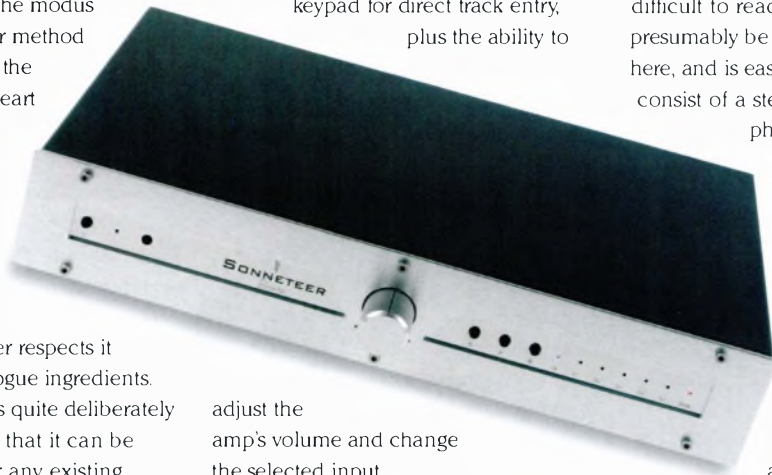 he modus
method
the
eart
er respects it
ogue ingredients.
s quite deliberately
that it can be
any existing
keypad for direct track entry,
plus the ability to
SONNETEER
adjust the
amp's volume and change
the selected input
difficult to read
presumably be
here, and is eas
consist of a ste
ph